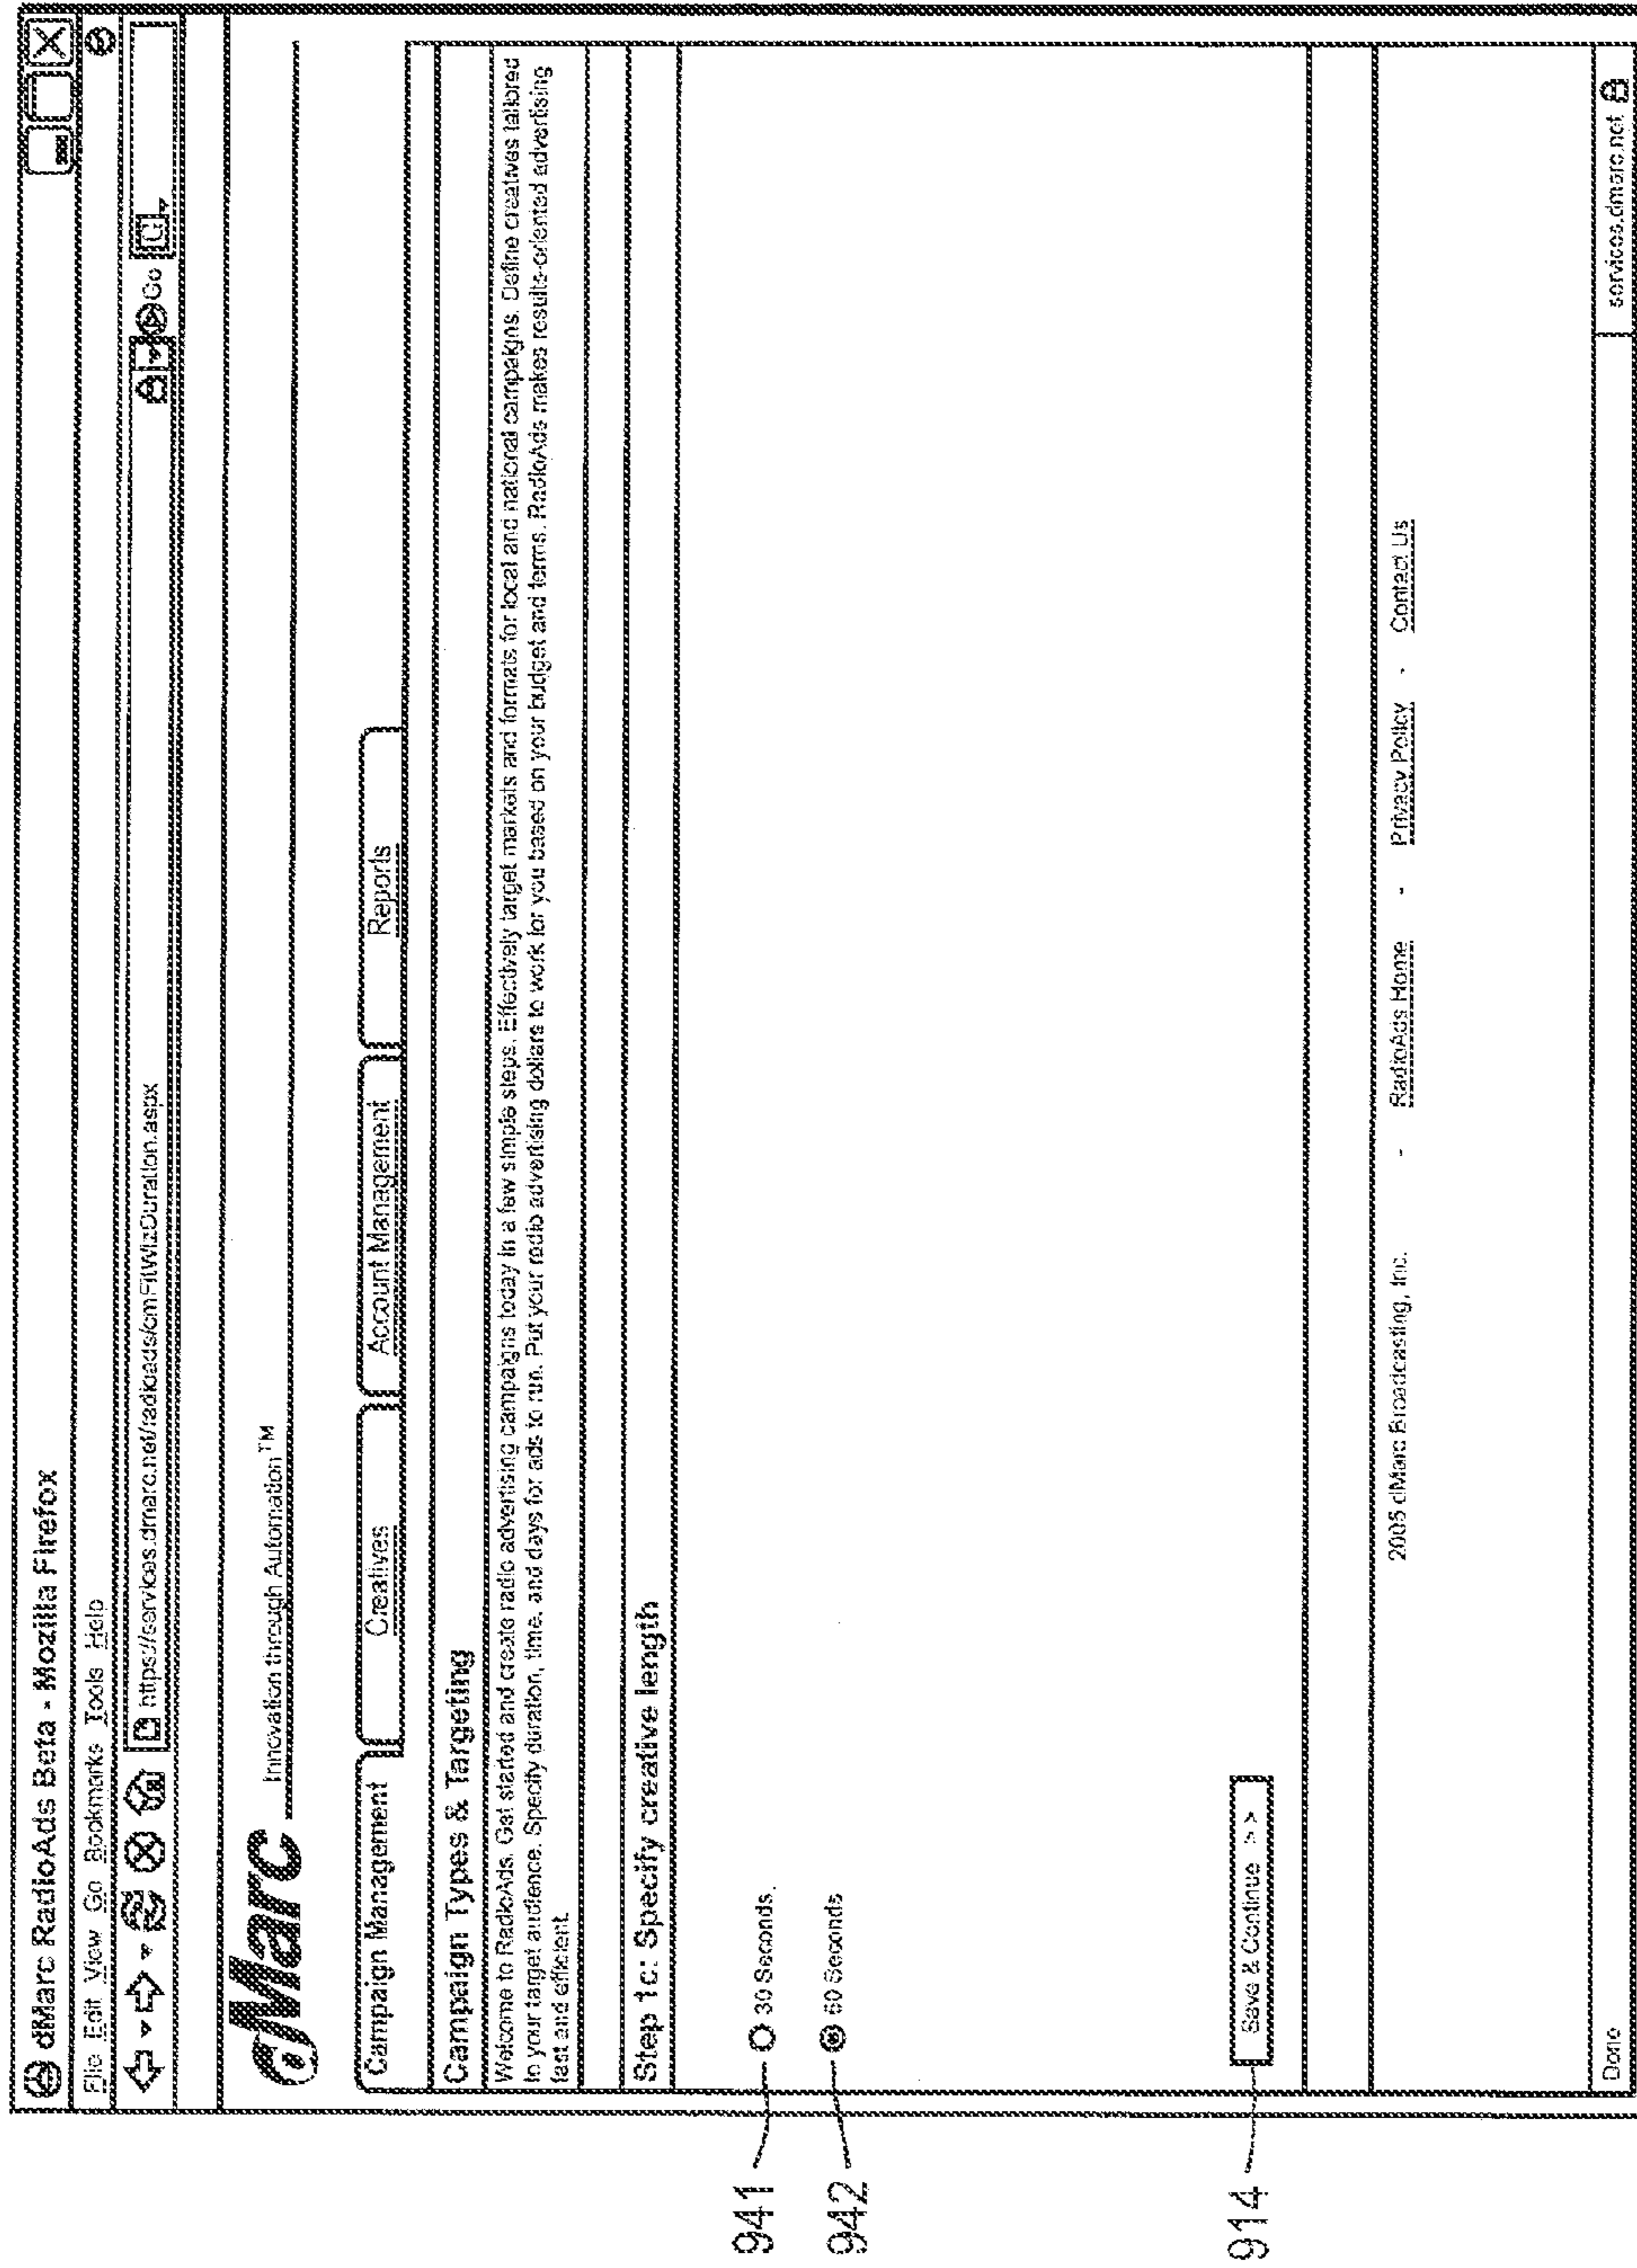 dMarc RadioAds Beta - Mozilla Firefox
File Edit View Go Bookmarks Tools Help
https://services.dmarc.net/radioads/cmFltWizDuration.aspx
Go
G
dMarc
Innovation through Automation™
Campaign Management
Creatives
Account Management
Reports
Campaign Types & Targeting
Welcome to RadioAds. Get started and create radio advertising campaigns today in a few simple steps. Effectively target markets and formats for local and national campaigns. Define creatives tailored
to your target audience. Specify duration, time, and days for ads to run. Put your radio advertising dollars to work for you based on your budget and terms. RadioAds makes results-oriented advertising
fast and efficient.
Step 1c: Specify creative length
941
30 Seconds.
942
60 Seconds
914
Save & Continue >>
2005 dMarc Broadcasting, Inc. - RadioAds Home - Privacy Policy - Contact Us
Done
services.dmarc.net